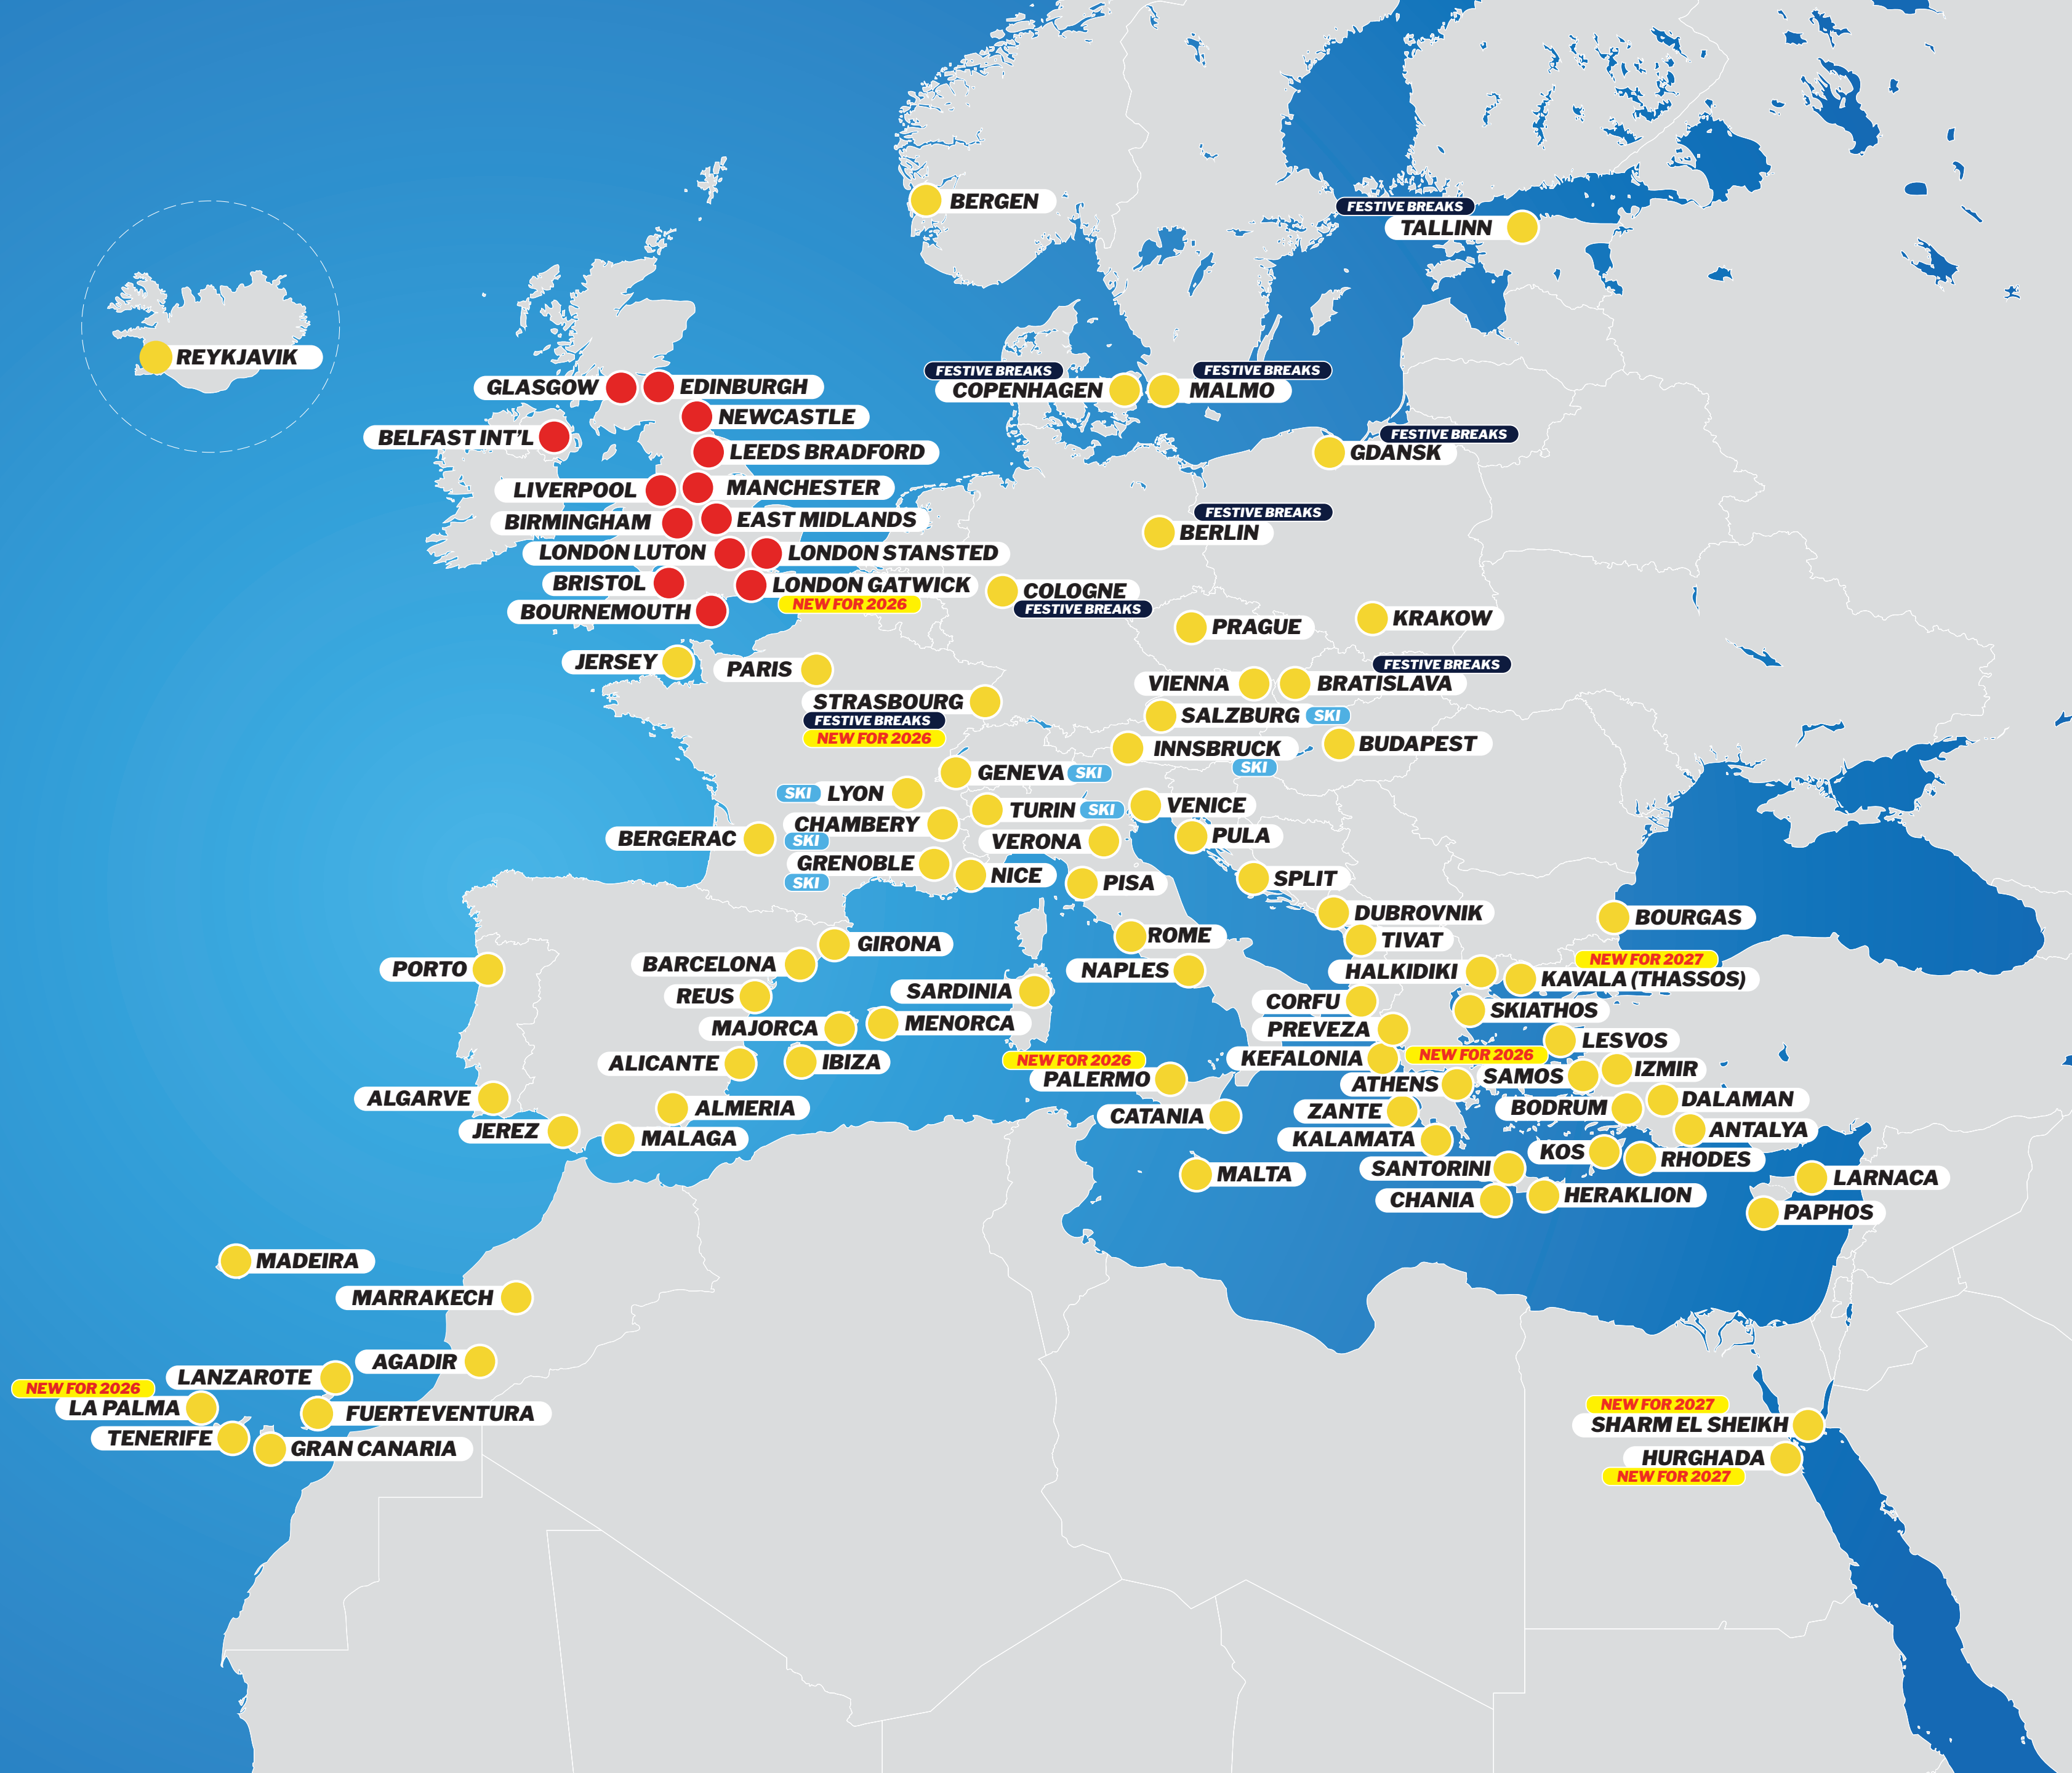 BERGEN
FESTIVE BREAKS
TALLINN
REYKJAVIK
GLASGOW
EDINBURGH
FESTIVE BREAKS
COPENHAGEN
FESTIVE BREAKS
MALMO
NEWCASTLE
BELFAST INT'L
LEEDS BRADFORD
FESTIVE BREAKS
GDANSK
LIVERPOOL
MANCHESTER
BIRMINGHAM
EAST MIDLANDS
FESTIVE BREAKS
BERLIN
LONDON LUTON
LONDON STANSTED
BRISTOL
LONDON GATWICK
NEW FOR 2026
COLOGNE
FESTIVE BREAKS
BOURNEMOUTH
PRAGUE
KRAKOW
JERSEY
PARIS
FESTIVE BREAKS
VIENNA
BRATISLAVA
STRASBOURG
FESTIVE BREAKS
NEW FOR 2026
SALZBURG SKI
INNSBRUCK
SKI
BUDAPEST
GENEVA SKI
SKI LYON
TURIN SKI
VENICE
CHAMBERY
SKI
BERGERAC
VERONA
PULA
GRENOBLE
SKI
NICE
PISA
SPLIT
DUBROVNIK
BOURGAS
ROME
TIVAT
GIRONA
BARCELONA
PORTO
NAPLES
HALKIDIKI
NEW FOR 2027
KAVALA (THASSOS)
REUS
SARDINIA
CORFU
SKIATHOS
MAJORCA
MENORCA
PREVEZA
LESVOS
ALICANTE
IBIZA
NEW FOR 2026
PALERMO
KEFALONIA
NEW FOR 2026
SAMOS
IZMIR
ATHENS
ALGARVE
ALMERIA
CATANIA
ZANTE
BODRUM
DALAMAN
JEREZ
MALAGA
KALAMATA
ANTALYA
KOS
RHODES
MALTA
SANTORINI
LARNACA
CHANIA
HERAKLION
PAPHOS
MADEIRA
MARRAKECH
AGADIR
LANZAROTE
NEW FOR 2026
LA PALMA
FUERTEVENTURA
TENERIFE
GRAN CANARIA
NEW FOR 2027
SHARM EL SHEIKH
HURGHADA
NEW FOR 2027